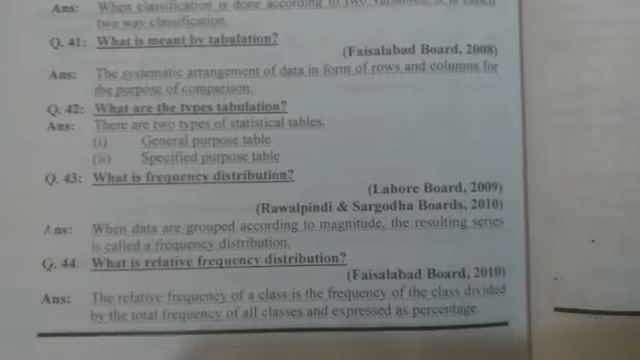 Ans: When classification is done according to two variables, it is called
two way classification.
Q. 41: What is meant by tabulation?
(Faisalabad Board, 2008)
Ans: The systematic arrangement of data in form of rows and columns for
the purpose of comparison.
Q. 42: What are the types tabulation?
Ans: There are two types of statistical tables.
(i) General purpose table
(ii) Specified purpose table
Q. 43: What is frequency distribution?
(Lahore Board, 2009)
(Rawalpindi & Sargodha Boards, 2010)
Ans: When data are grouped according to magnitude, the resulting series
is called a frequency distribution.
Q. 44 What is relative frequency distribution?
(Faisalabad Board, 2010)
Ans: The relative frequency of a class is the frequency of the class divided
by the total frequency of all classes and expressed as percentage.